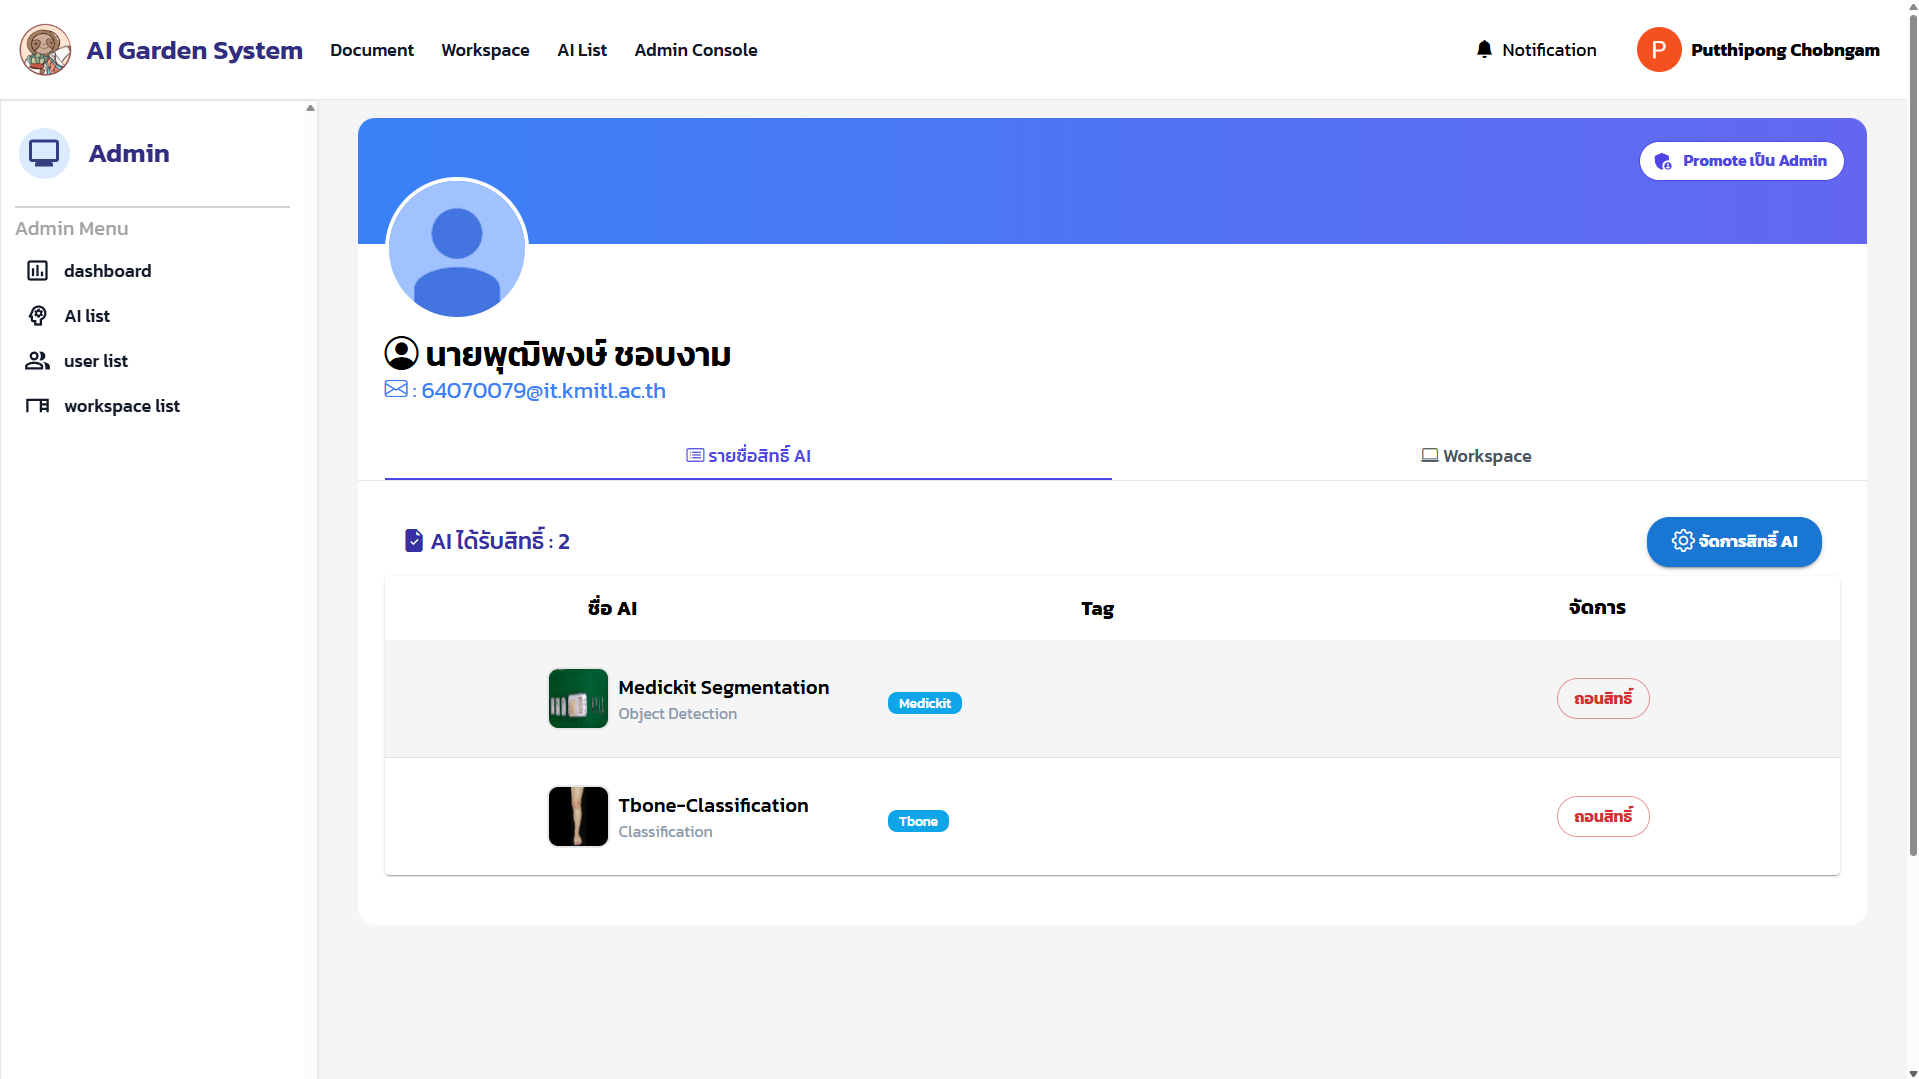 AI Garden System
Document
Workspace
AI List
Admin Console
Notification
P
Putthipong Chobngam
Admin
Admin Menu
dashboard
AI list
user list
workspace list
Promote เป็น Admin
นายพุฒิพงษ์ ชอบงาม
: 64070079@it.kmitl.ac.th
รายชื่อสิทธิ์ AI
Workspace
AI ได้รับสิทธิ์ : 2
จัดการสิทธิ์ AI
ชื่อ AI
Tag
จัดการ
Medickit Segmentation
Object Detection
Medickit
ถอนสิทธิ์
Tbone-Classification
Classification
Tbone
ถอนสิทธิ์